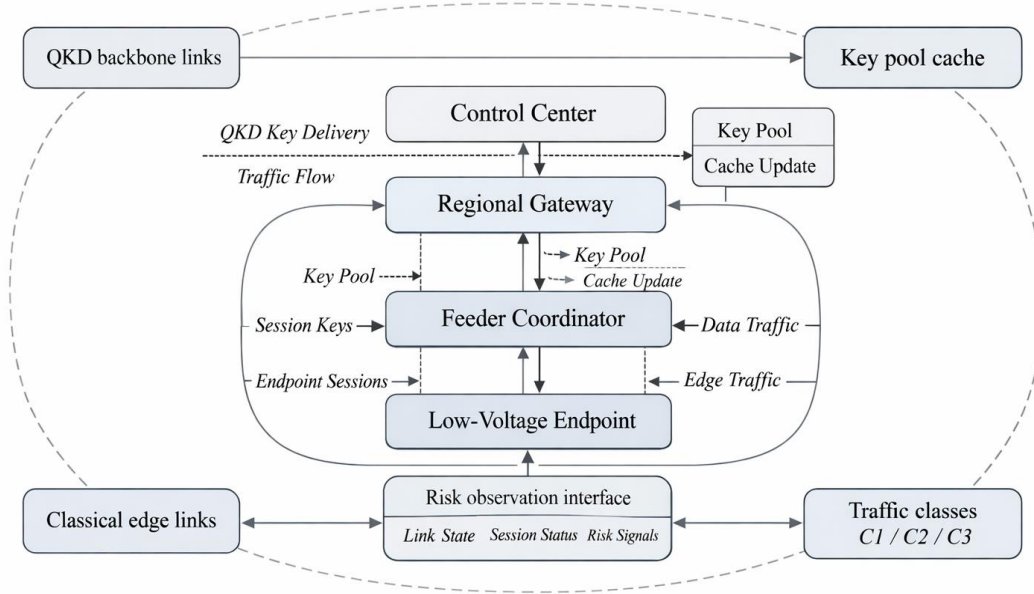 QKD backbone links
Key pool cache
Control Center
QKD Key Delivery
Key Pool
Cache Update
Traffic Flow
Regional Gateway
Key Pool
Key Pool
Cache Update
Session Keys
Feeder Coordinator
Data Traffic
Endpoint Sessions
Edge Traffic
Low-Voltage Endpoint
Risk observation interface
Classical edge links
Link State
Session Status
Risk Signals
Traffic classes
C1 / C2 / C3